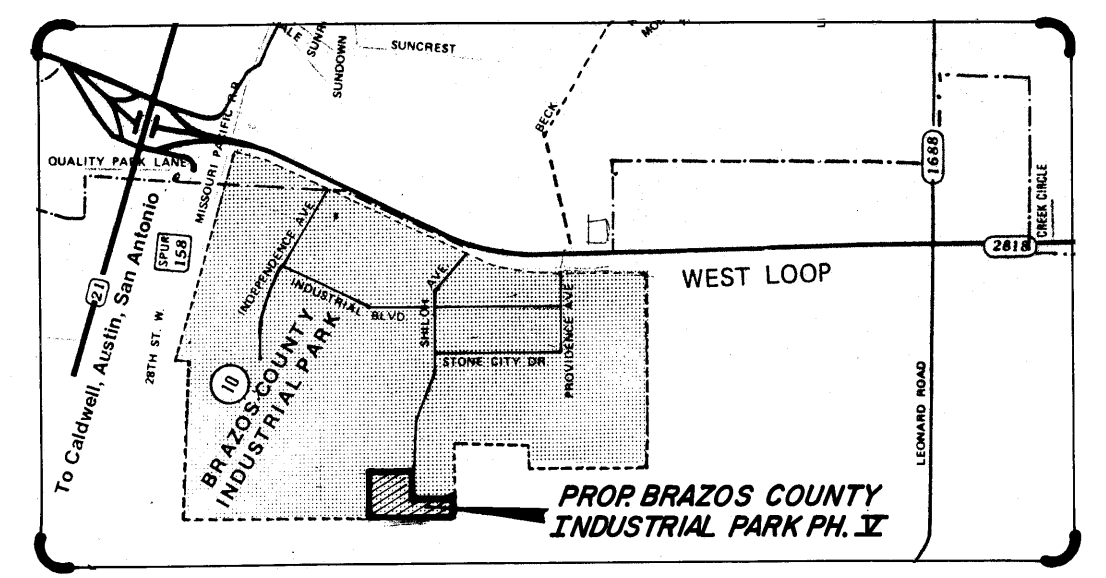 SUNCREST
SUNDOWN
BECK
MISSOURI PACIFIC R.R.
QUALITY PARK LANE
1688
CREEK CIRCLE
2818
WEST LOOP
To Caldwell, Austin, San Antonio
21
SPUR
158
28TH ST. W.
INDEPENDENCE AVE.
INDUSTRIAL BLVD.
SHILOH AVE.
STONE CITY DR.
PROVIDENCE AVE.
LEONARD ROAD
10
BRAZOS COUNTY
INDUSTRIAL PARK
PROP. BRAZOS COUNTY
INDUSTRIAL PARK PH. V